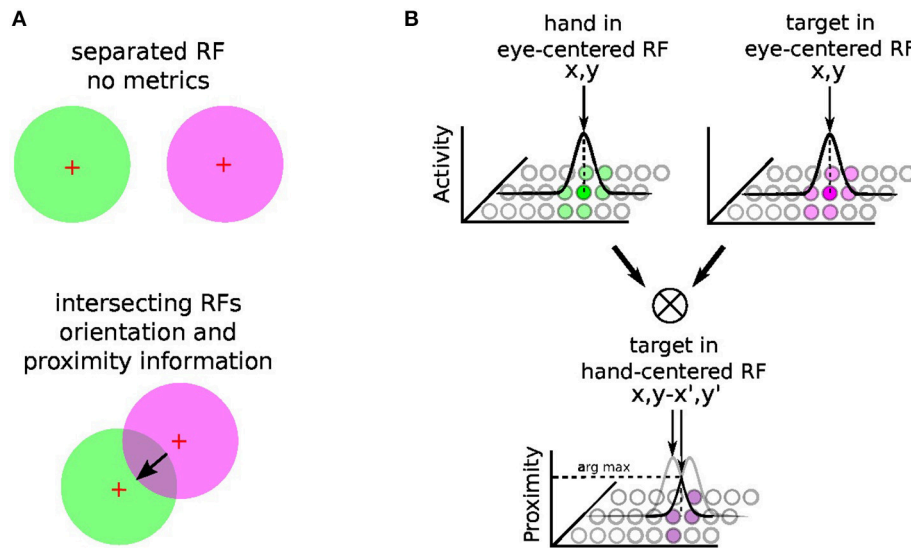 A
separated RF
no metrics
intersecting RFs
orientation and
proximity information
B
hand in
eye-centered RF
x,y
Activity
target in
eye-centered RF
x,y
target in
hand-centered RF
x,y-x',y'
arg max
Proximity